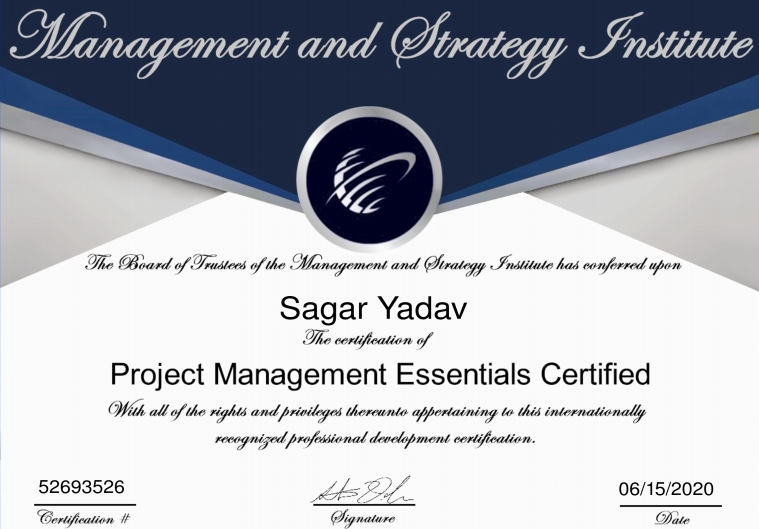 Management and Strategy Institute
The Board of Trustees of the Management and Strategy Institute has conferred upon
Sagar Yadav
The certification of
Project Management Essentials Certified
With all of the rights and privileges thereunto appertaining to this internationally
recognized professional development certification.
52693526
06/15/2020
Certification #
Signature
Date